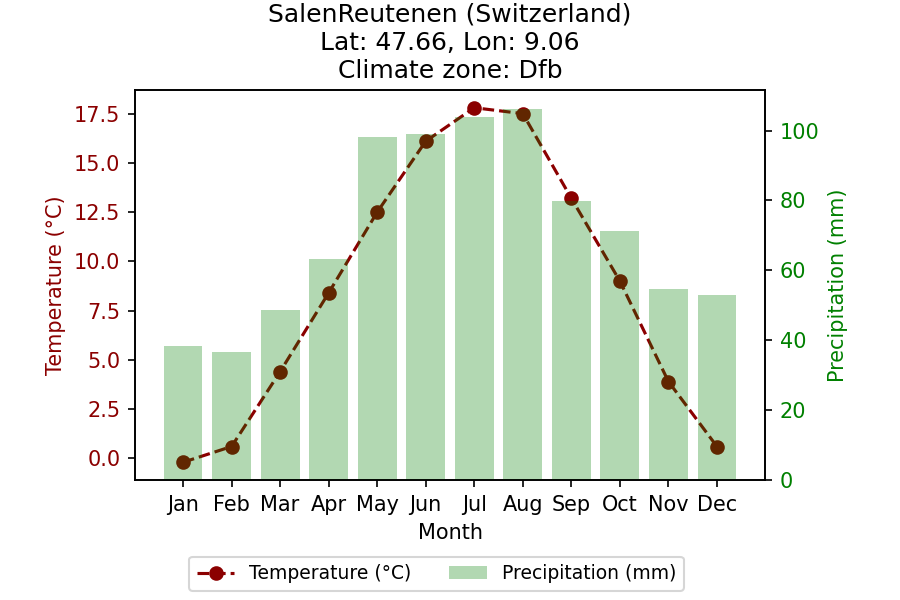 SalenReutenen (Switzerland)
Lat: 47.66, Lon: 9.06
Climate zone: Dfb
Temperature (°C)
17.5
15.0
12.5
10.0
7.5
5.0
2.5
0.0
100
80
60
40
20
0
Precipitation (mm)
Jan Feb Mar Apr May Jun Jul Aug Sep Oct Nov Dec
Month
Temperature (°C) Precipitation (mm)